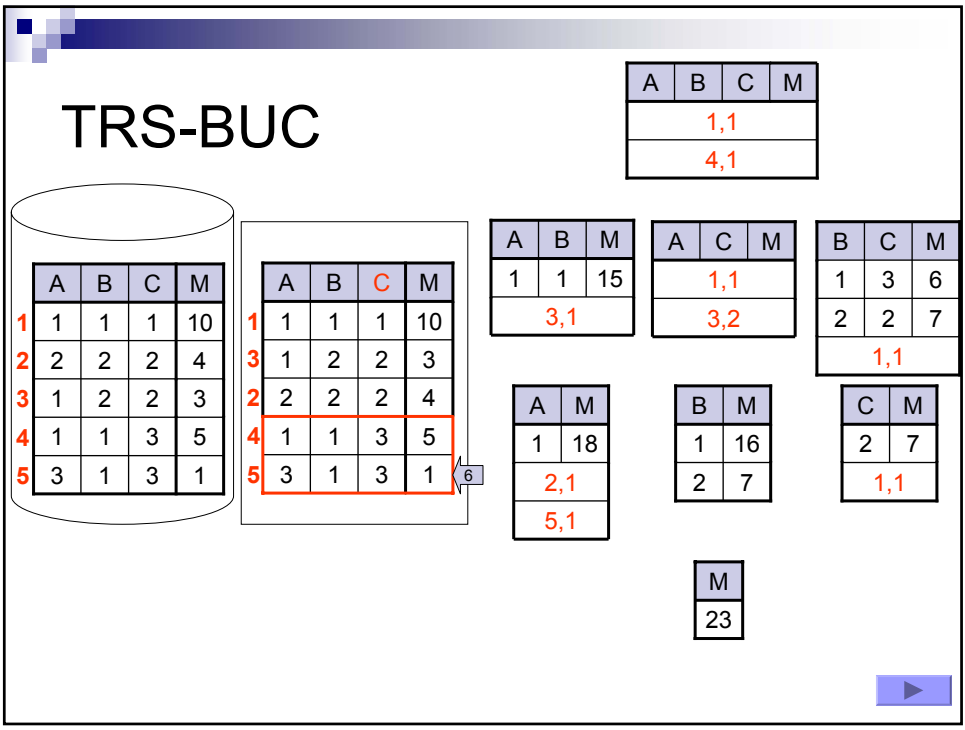 TRS-BUC
A B C M
1,1
4,1
A B C M
1 1 1 1 10
2 2 2 2 4
3 1 2 2 3
4 1 1 3 5
5 3 1 3 1
A B C M
1 1 1 1 10
3 1 2 2 3
2 2 2 2 4
4 1 1 3 5
5 3 1 3 1
6
A B M
1 1 15
3,1
A C M
1,1
3,2
B C M
1 3 6
2 2 7
1,1
A M
1 18
2,1
5,1
B M
1 16
2 7
C M
2 7
1,1
M
23